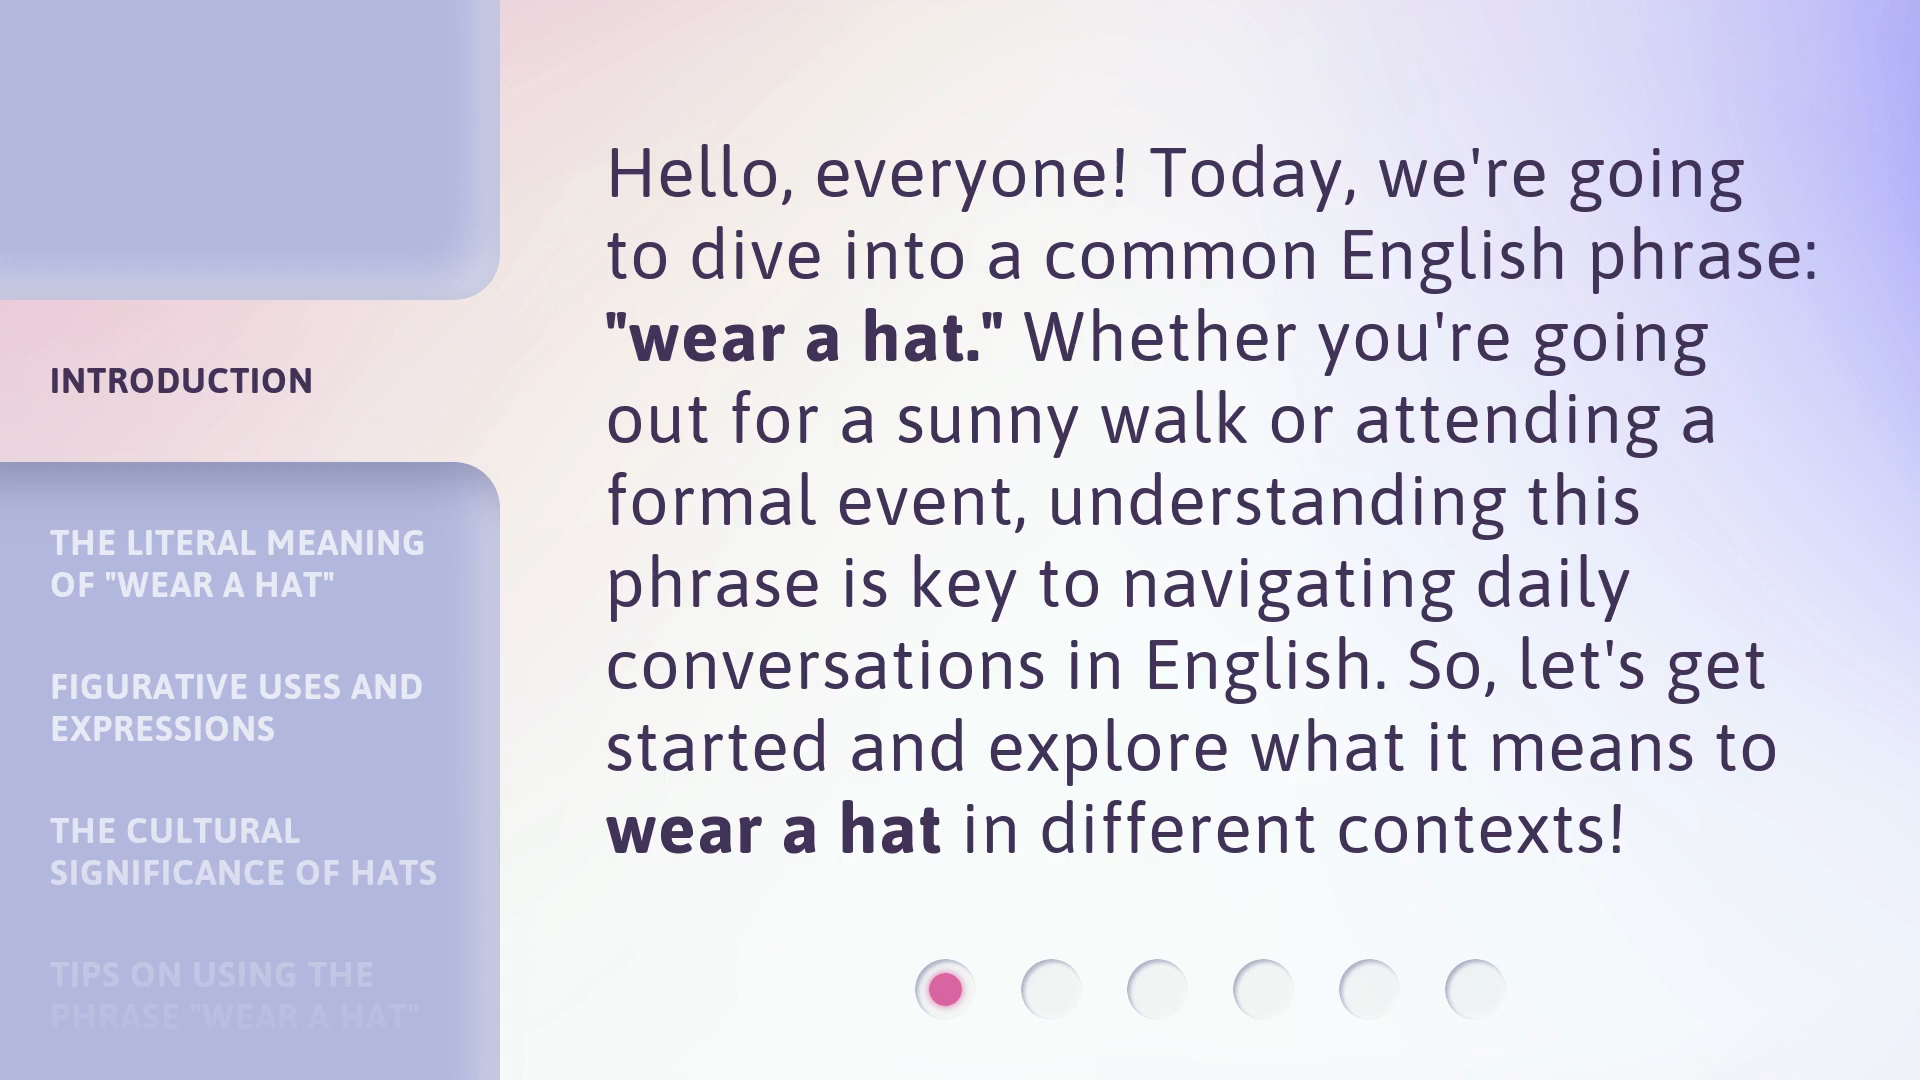 INTRODUCTION
THE LITERAL MEANING
OF "WEAR A HAT"
FIGURATIVE USES AND
EXPRESSIONS
THE CULTURAL
SIGNIFICANCE OF HATS
TIPS ON USING THE
PHRASE "WEAR A HAT"
Hello, everyone! Today, we're going
to dive into a common English phrase:
"wear a hat." Whether you're going
out for a sunny walk or attending a
formal event, understanding this
phrase is key to navigating daily
conversations in English. So, let's get
started and explore what it means to
wear a hat in different contexts!